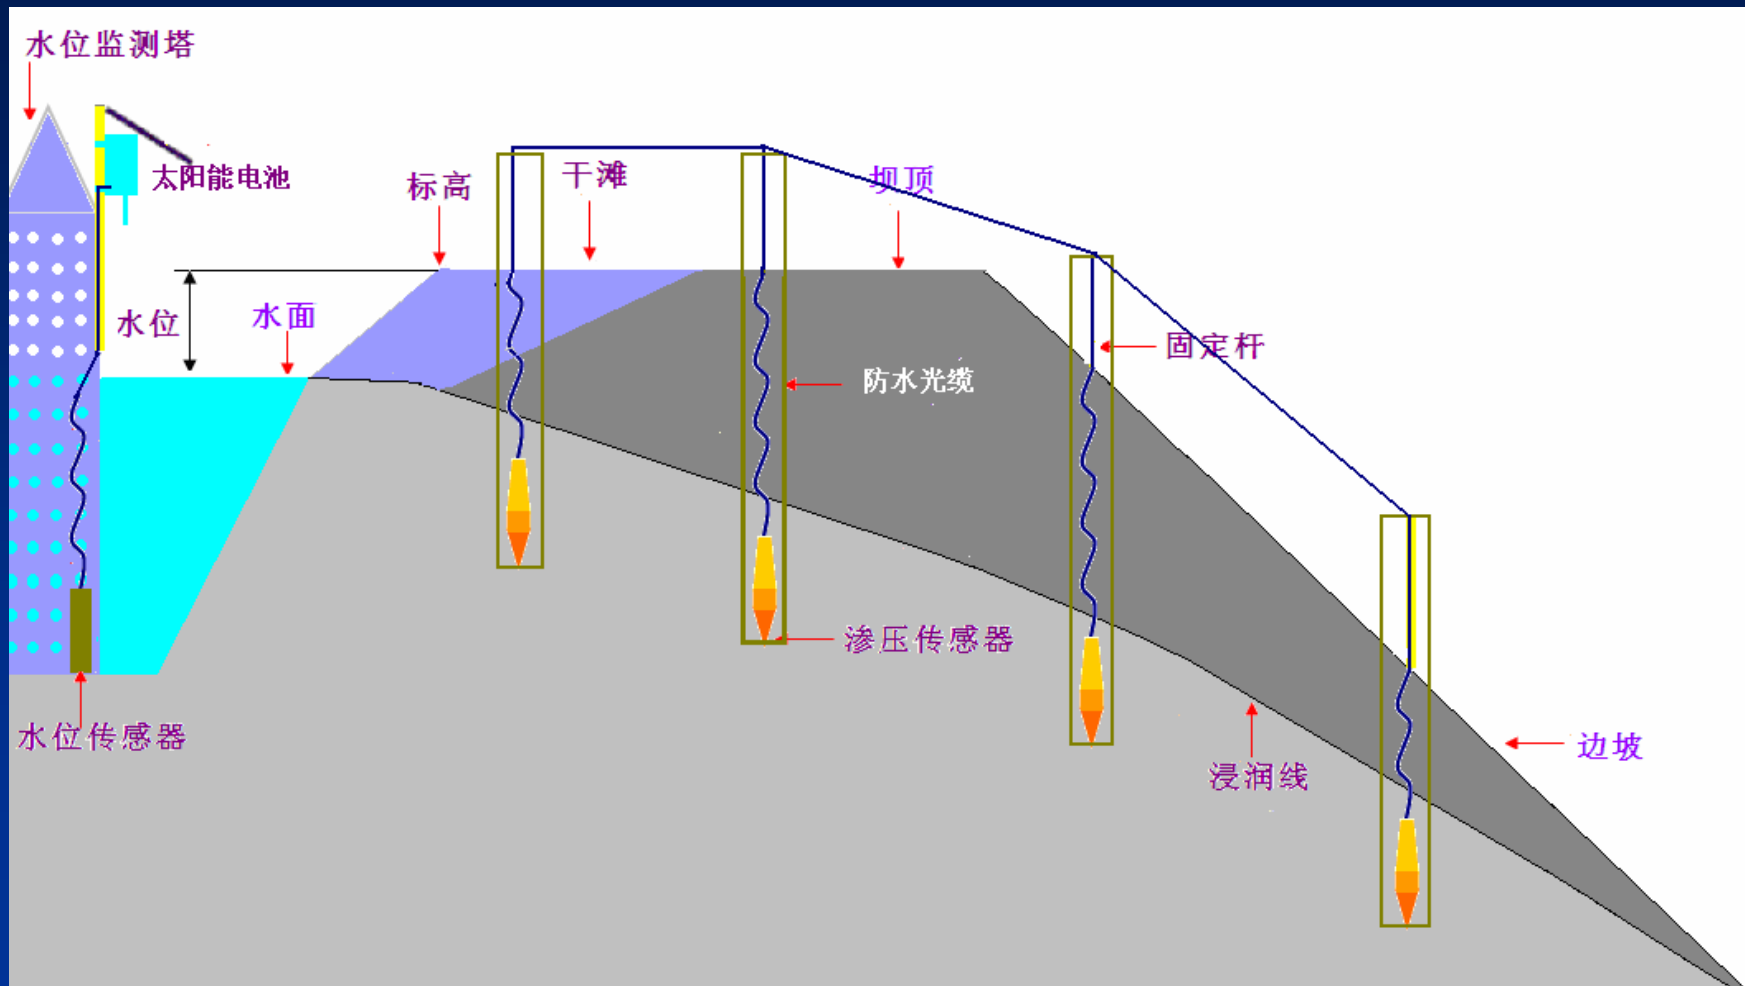 水位监测塔
太阳能电池
标高
干滩
坝顶
水位
水面
固定杆
防水光缆
渗压传感器
水位传感器
浸润线
边坡